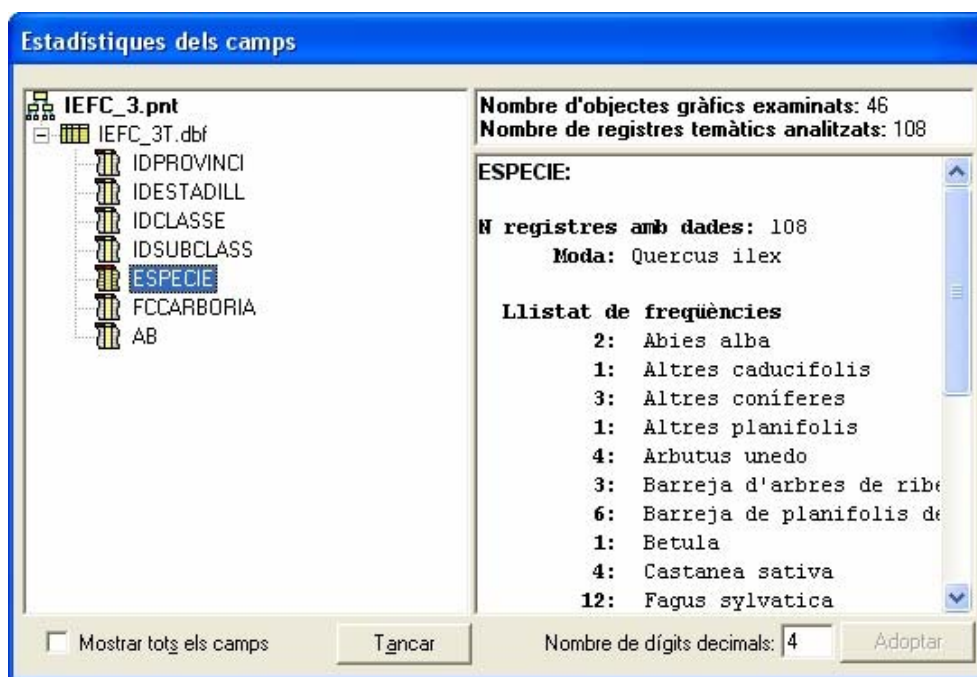 Estadístiques dels camps
IEFC_3.pnt
IEFC_3T.dbf
IDPROVINCI
IDESTADILL
IDCLASSE
IDSUBCLASS
ESPECIE
FCCARBORIA
AB
Nombre d'objectes gràfics examinats: 46
Nombre de registres temàtics analitzats: 108
ESPECIE:
N registres amb dades: 108
Moda: Quercus ilex
Llistat de freqüències
2: Abies alba
1: Altres caducifolis
3: Altres coníferes
1: Altres planifolis
4: Arbutus unedo
3: Barreja d'arbres de ribe
6: Barreja de planifolis de
1: Betula
4: Castanea sativa
12: Fagus sylvatica
Mostrar tots els camps
Tancar
Nombre de dígits decimals: 4
Adoptar